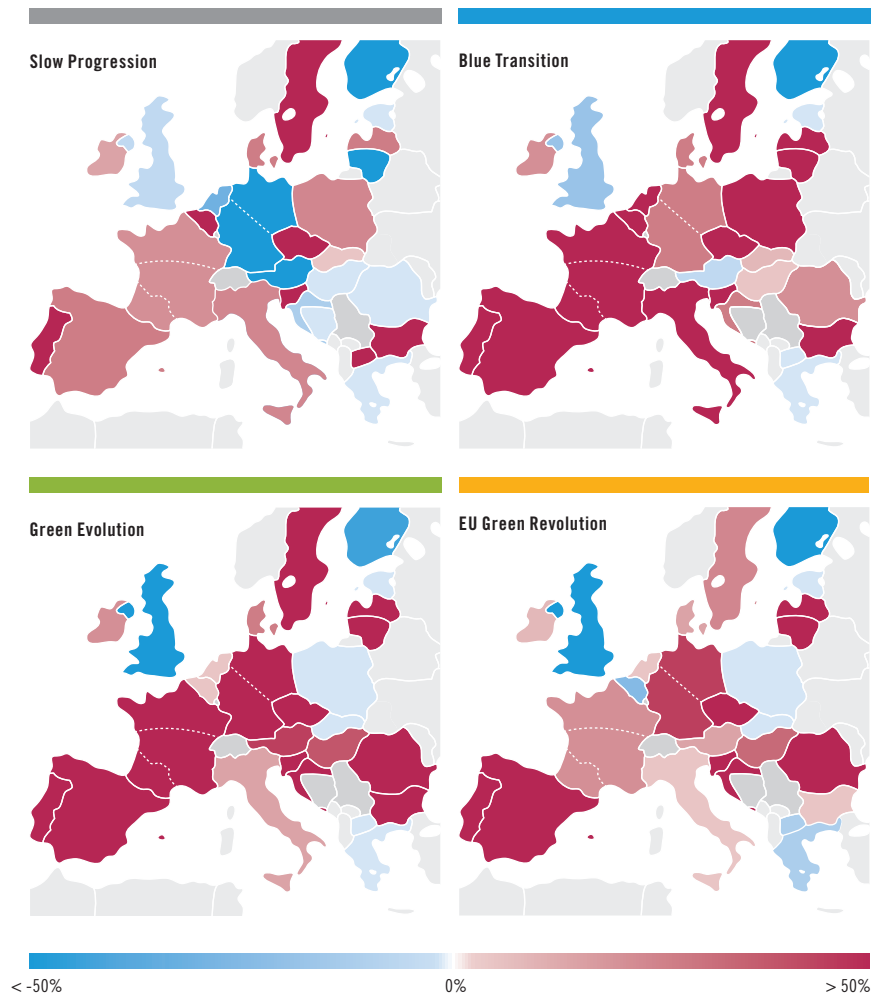 Slow Progression
Blue Transition
Green Evolution
EU Green Revolution
< -50%
0%
> 50%